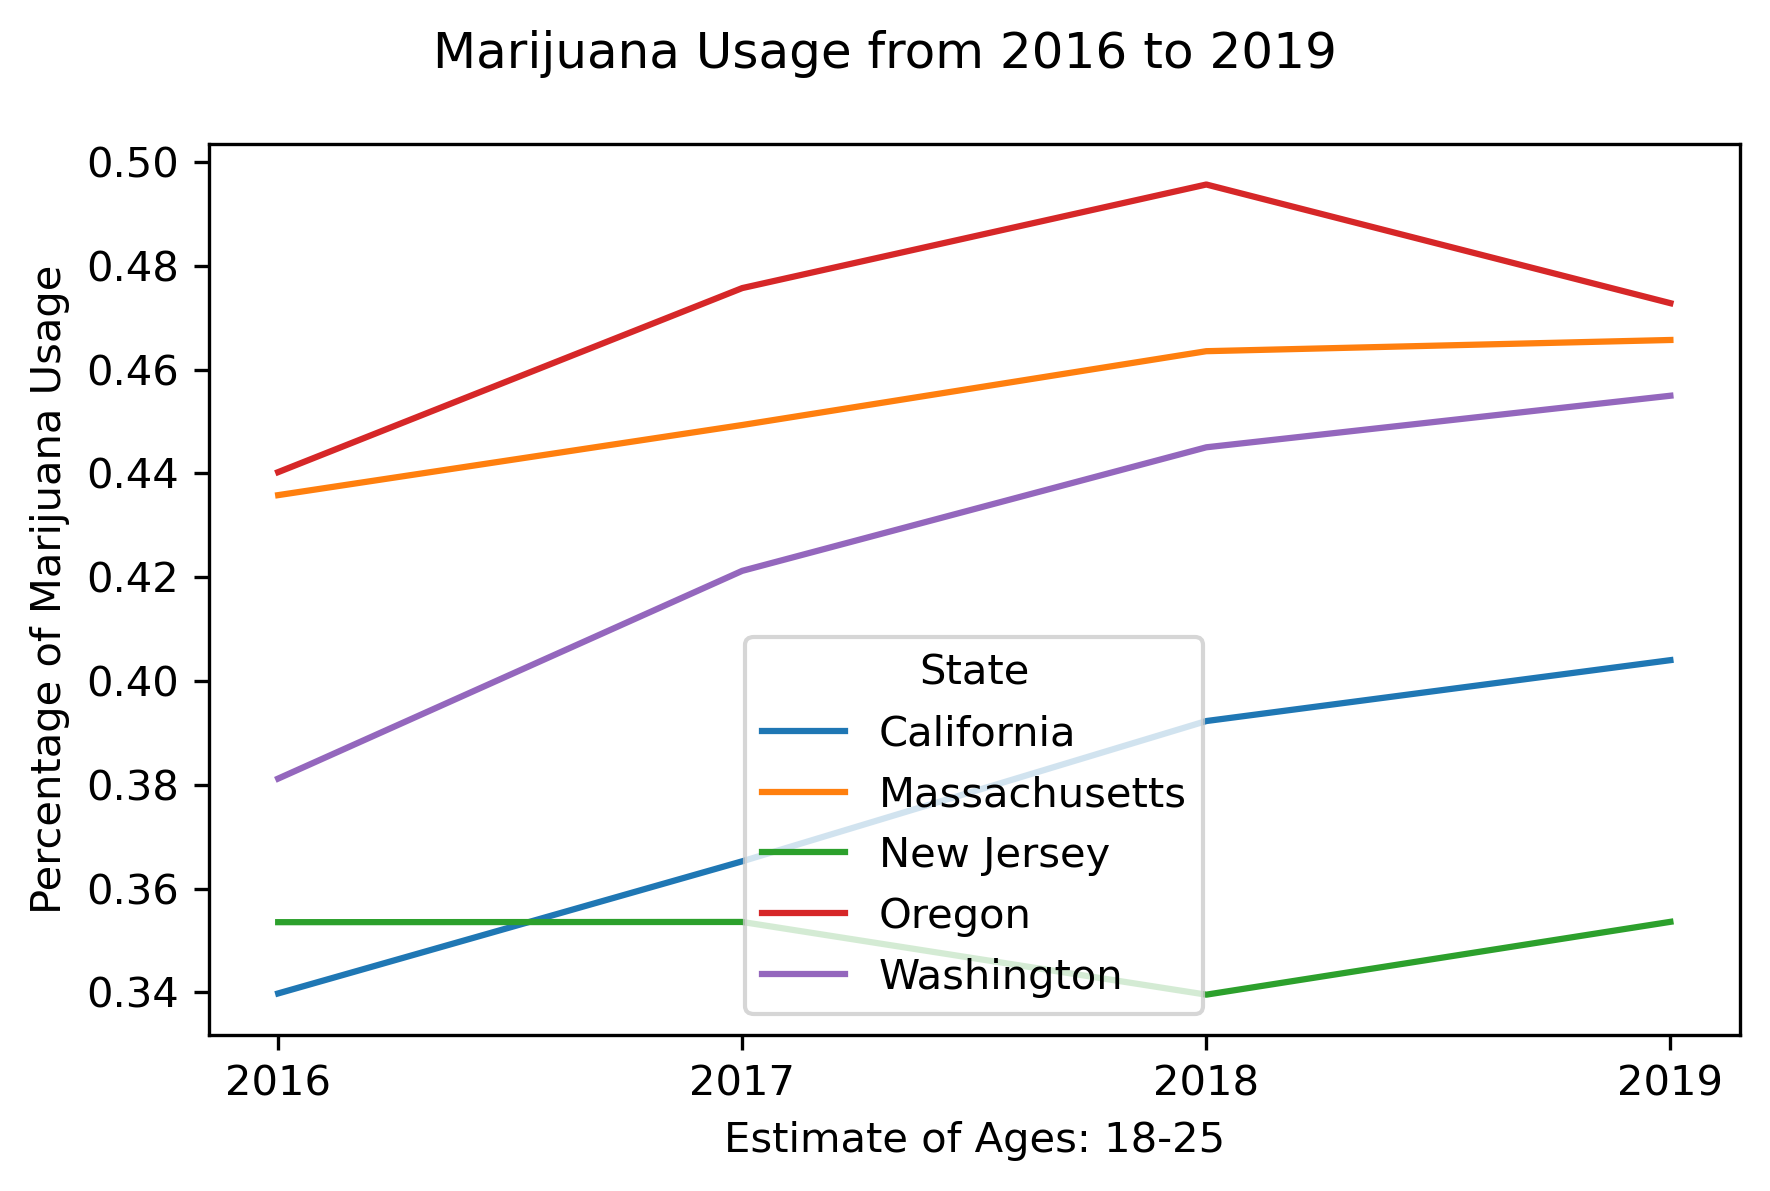 Marijuana Usage from 2016 to 2019
Percentage of Marijuana Usage
0.50
0.48
0.46
0.44
0.42
0.40
0.38
0.36
0.34
State
California
Massachusetts
New Jersey
Oregon
Washington
2016 2017 2018 2019
Estimate of Ages: 18-25